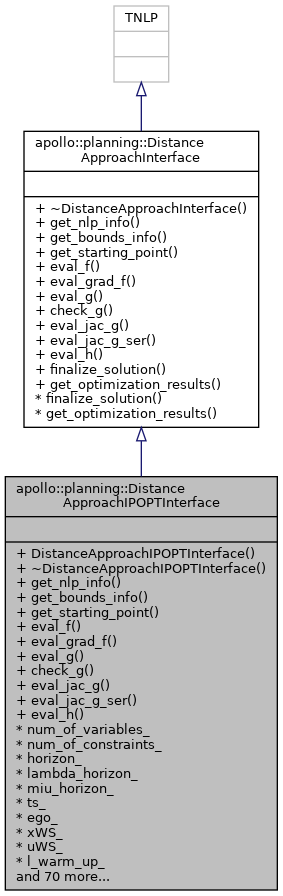 TNLP
apollo::planning::Distance
ApproachInterface
+ ~DistanceApproachInterface()
+ get_nlp_info()
+ get_bounds_info()
+ get_starting_point()
+ eval_f()
+ eval_grad_f()
+ eval_g()
+ check_g()
+ eval_jac_g()
+ eval_jac_g_ser()
+ eval_h()
+ finalize_solution()
+ get_optimization_results()
* finalize_solution()
* get_optimization_results()
apollo::planning::Distance
ApproachIPOPTInterface
+ DistanceApproachIPOPTInterface()
+ ~DistanceApproachIPOPTInterface()
+ get_nlp_info()
+ get_bounds_info()
+ get_starting_point()
+ eval_f()
+ eval_grad_f()
+ eval_g()
+ check_g()
+ eval_jac_g()
+ eval_jac_g_ser()
+ eval_h()
* num_of_variables_
* num_of_constraints_
* horizon_
* lambda_horizon_
* miu_horizon_
* ts_
* ego_
* xWS_
* uWS_
* l_warm_up_
and 70 more...